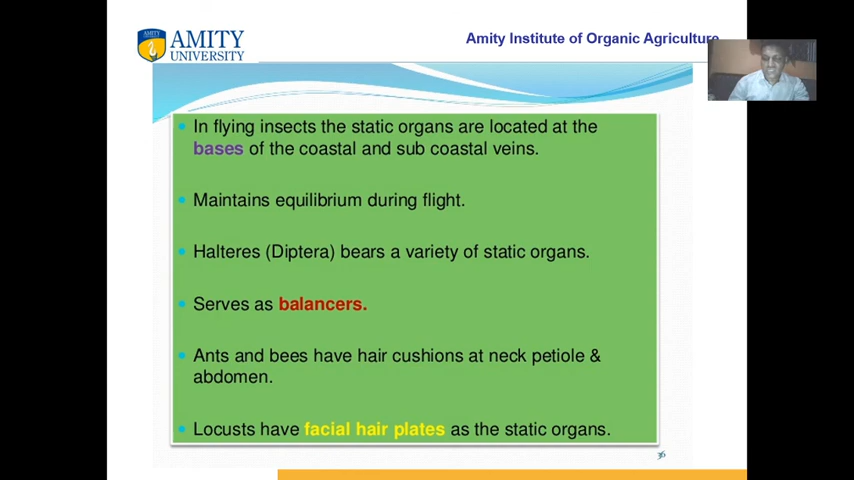 AMITY
UNIVERSITY
Amity Institute of Organic Agriculture
In flying insects the static organs are located at the
bases of the coastal and sub coastal veins.
Maintains equilibrium during flight.
Halteres (Diptera) bears a variety of static organs.
Serves as balancers.
Ants and bees have hair cushions at neck petiole &
abdomen.
Locusts have facial hair plates as the static organs.
36